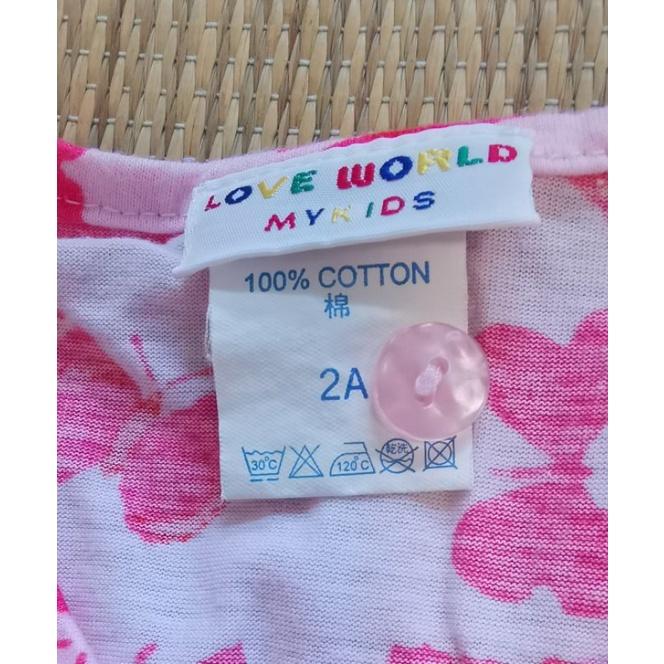 LOVE WORLD
MYKIDS
100% COTTON
棉
2A
30°C 120°C 乾洗